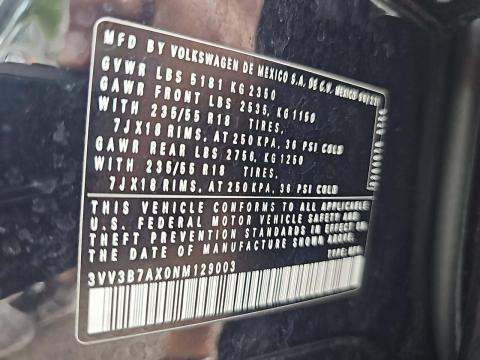 MFD BY VOLKSWAGEN DE MEXICO S.A. DE C.V. MEXICO
GVWR LBS 5181 KG 2350
GAWR FRONT LBS 2535, KG 1150
WITH 235/55 R18 TIRES,
7JX18 RIMS, AT 250 KPA, 36 PSI COLD
GAWR REAR LBS 2756, KG 1250
WITH 235/55 R18 TIRES,
7JX18 RIMS, AT 250 KPA, 36 PSI COLD
THIS VEHICLE CONFORMS TO ALL APPLICABLE
U.S. FEDERAL MOTOR VEHICLE SAFETY AND
THEFT PREVENTION STANDARDS IN EFFECT ON
THE DATE OF MANUFACTURE SHOWN ABOVE.
3VV3B7AX0NM129003
TYPE: